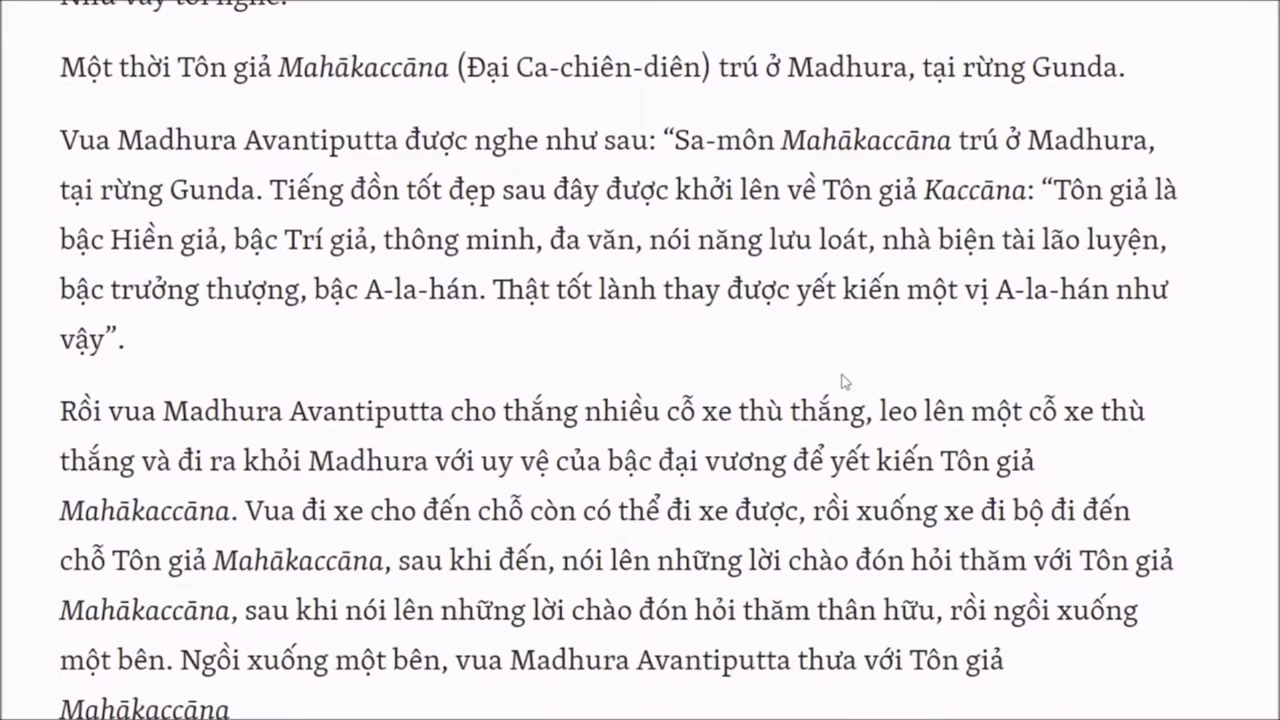 Như vậy tôi nghe.
Một thời Tôn giả Mahākaccāna (Đại Ca-chiên-diên) trú ở Madhura, tại rừng Gunda.
Vua Madhura Avantiputta được nghe như sau: “Sa-môn Mahākaccāna trú ở Madhura,
tại rừng Gunda. Tiếng đồn tốt đẹp sau đây được khởi lên về Tôn giả Kaccāna: “Tôn giả là
bậc Hiền giả, bậc Trí giả, thông minh, đa văn, nói năng lưu loát, nhà biện tài lão luyện,
bậc trưởng thượng, bậc A-la-hán. Thật tốt lành thay được yết kiến một vị A-la-hán như
vậy”.
Rồi vua Madhura Avantiputta cho thắng nhiều cỗ xe thù thắng, leo lên một cỗ xe thù
thắng và đi ra khỏi Madhura với uy vệ của bậc đại vương để yết kiến Tôn giả
Mahākaccāna. Vua đi xe cho đến chỗ còn có thể đi xe được, rồi xuống xe đi bộ đi đến
chỗ Tôn giả Mahākaccāna, sau khi đến, nói lên những lời chào đón hỏi thăm với Tôn giả
Mahākaccāna, sau khi nói lên những lời chào đón hỏi thăm thân hữu, rồi ngồi xuống
một bên. Ngồi xuống một bên, vua Madhura Avantiputta thưa với Tôn giả
Mahākaccāna